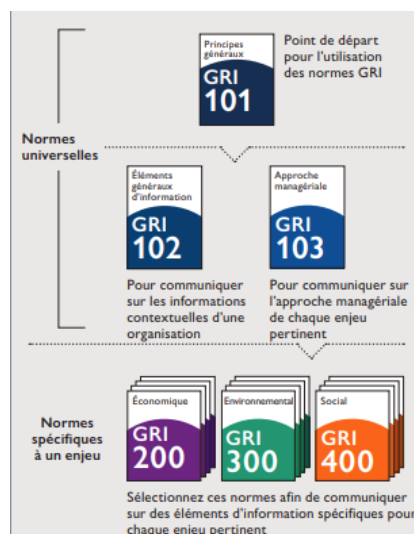 Principes
généraux
GRI
101
Point de départ
pour l'utilisation
des normes GRI
Normes
universelles
Éléments
généraux
d'information
GRI
102
Approche
managériale
GRI
103
Pour communiquer
sur les informations
contextuelles d'une
organisation
Pour communiquer sur
l'approche managériale
de chaque enjeu
pertinent
Normes
spécifiques
à un enjeu
Économique
GRI
200
Environnemental
GRI
300
Social
GRI
400
Sélectionnez ces normes afin de communiquer
sur des éléments d'information spécifiques pour
chaque enjeu pertinent